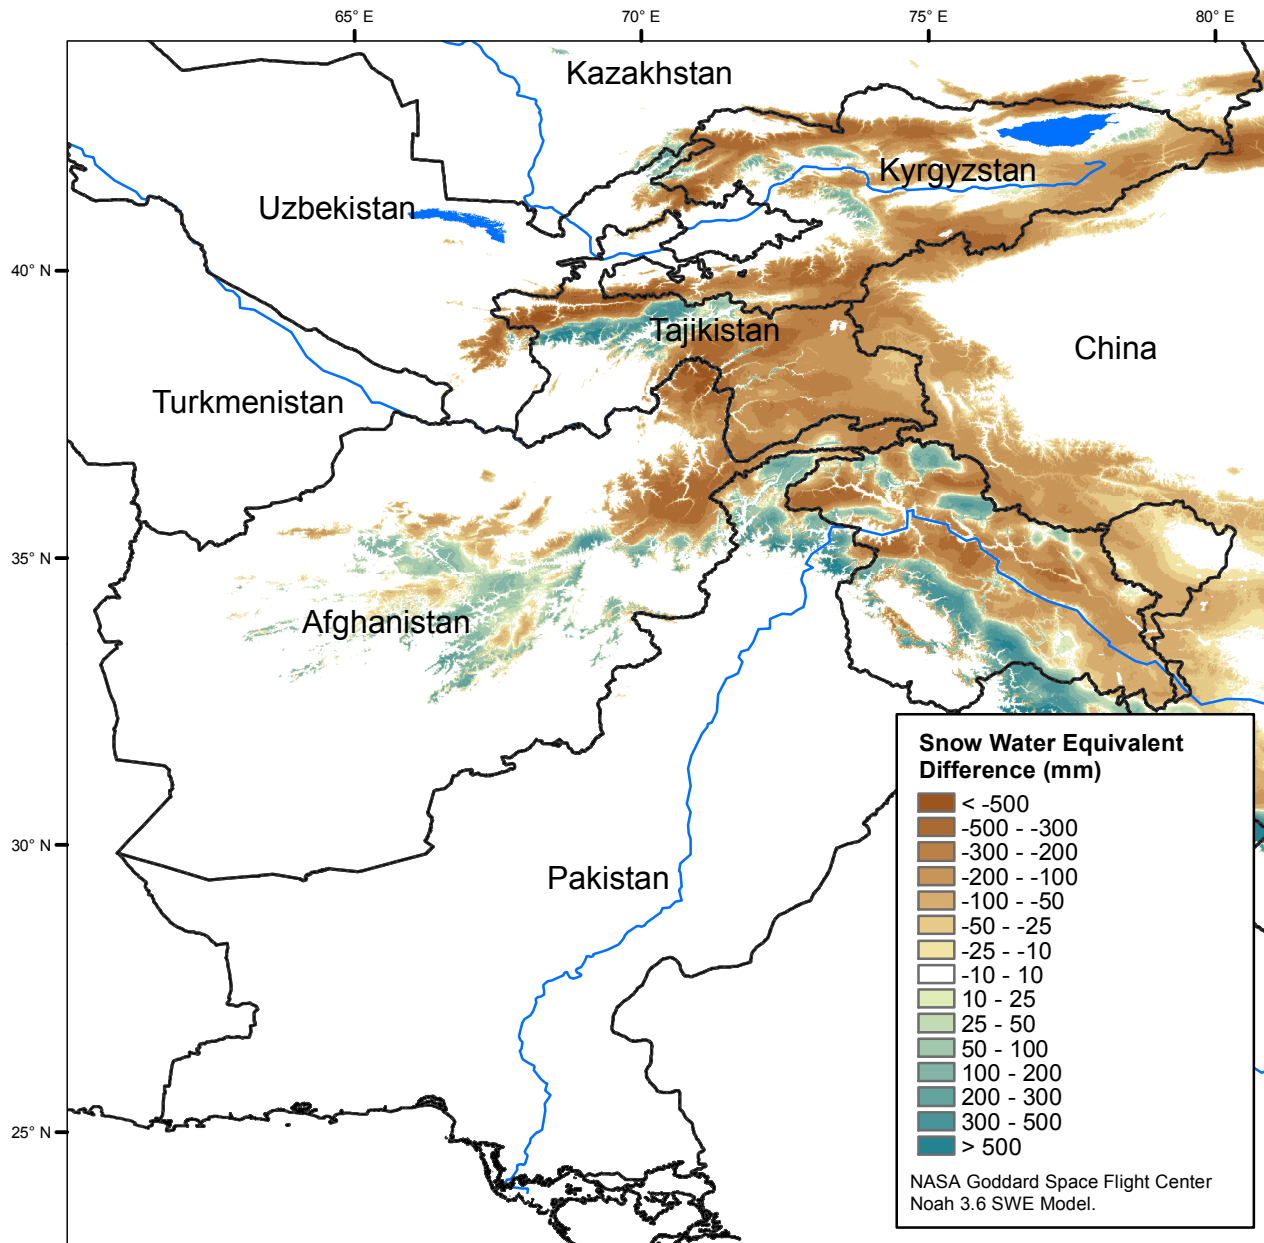 65° E
70° E
75° E
80° E
Kazakhstan
Kyrgyzstan
Uzbekistan
40° N
Tajikistan
China
Turkmenistan
35° N
Afghanistan
Snow Water Equivalent
Difference (mm)
< -500
-500 - -300
-300 - -200
-200 - -100
-100 - -50
-50 - -25
-25 - -10
-10 - 10
10 - 25
25 - 50
50 - 100
100 - 200
200 - 300
300 - 500
> 500
30° N
Pakistan
25° N
NASA Goddard Space Flight Center
Noah 3.6 SWE Model.